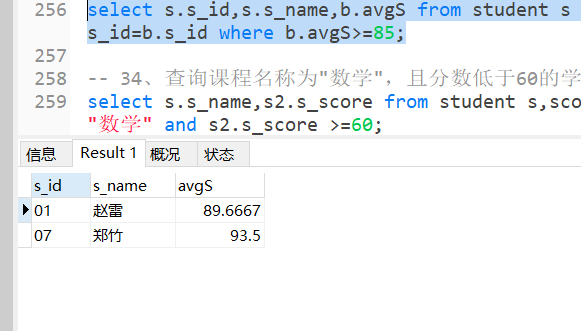 256 select s.s_id,s.s_name,b.avgS from student s
s_id=b.s_id where b.avgS>=85;
257
258 -- 34、查询课程名称为"数学"，且分数低于60的学
259 select s.s_name,s2.s_score from student s,sco
"数学" and s2.s_score >=60;
信息 Result 1 概况 状态
s_id s_name avgS
01 赵雷 89.6667
07 郑竹 93.5